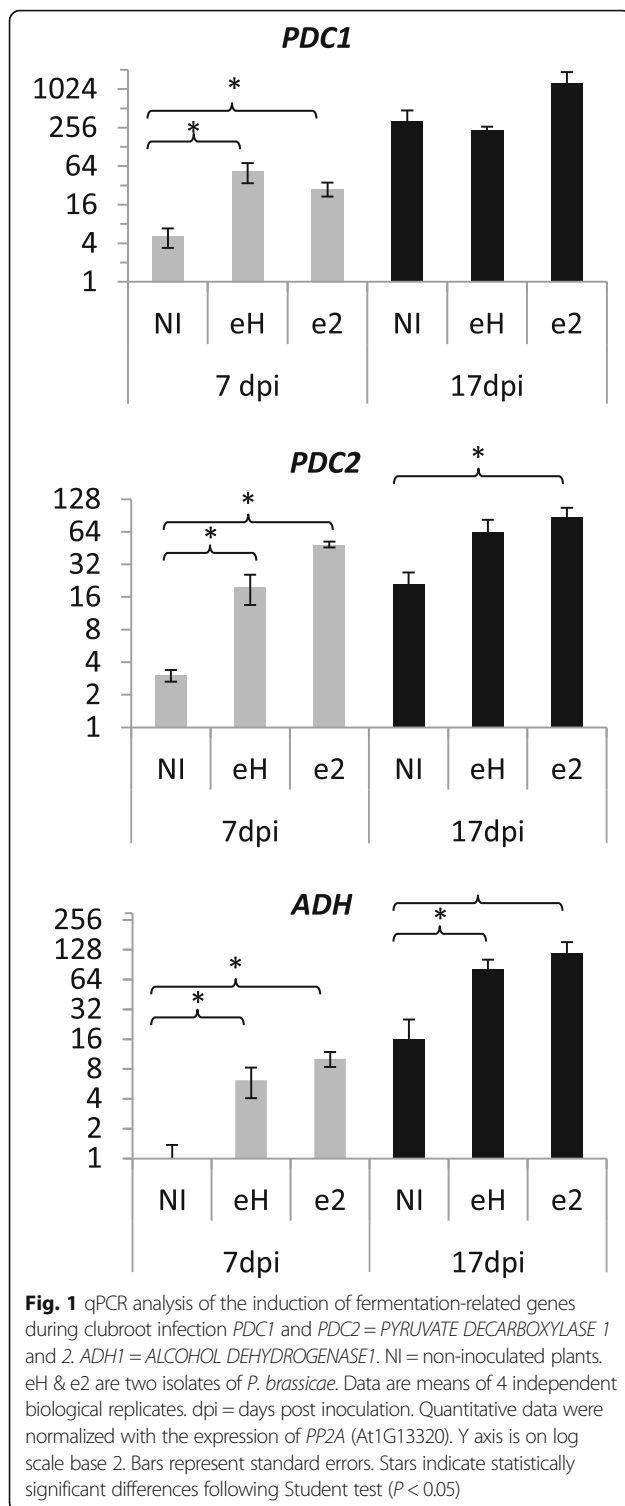 PDC1
1024
256
64
16
4
1
* *
NI eH e2 NI eH e2
7 dpi 17dpi
PDC2
128
64
32
16
8
4
2
1
* * *
NI eH e2 NI eH e2
7dpi 17dpi
ADH
256
128
64
32
16
8
4
2
1
* * *
NI eH e2 NI eH e2
7dpi 17dpi
Fig. 1 qPCR analysis of the induction of fermentation-related genes
during clubroot infection PDC1 and PDC2 = PYRUVATE DECARBOXYLASE 1
and 2. ADH1 = ALCOHOL DEHYDROGENASE1. NI = non-inoculated plants.
eH & e2 are two isolates of P. brassicae. Data are means of 4 independent
biological replicates. dpi = days post inoculation. Quantitative data were
normalized with the expression of PP2A (At1G13320). Y axis is on log
scale base 2. Bars represent standard errors. Stars indicate statistically
significant differences following Student test (P < 0.05)